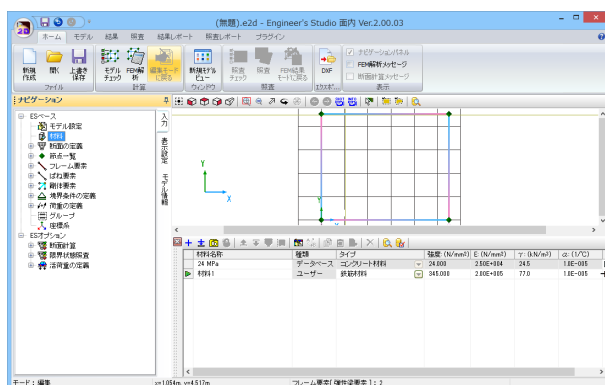 (無題).e2d - Engineer's Studio 面内 Ver.2.00.03
ホーム モデル 結果 照査 結果レポート 照査レポート プラグイン
新規作成 開く 上書き保存 モデルチェック FEM解析 編集モードに戻る 新規モデルビュー 照査チェック 照査 FEM結果モードに戻る DXF
ナビゲーションパネル
FEM解析メッセージ
断面計算メッセージ
ファイル 計算 ウィンドウ 照査 エクスポ... 表示
ナビゲーション
ESベース
モデル設定
材料
断面の定義
節点一覧
フレーム要素
ばね要素
剛体要素
境界条件の定義
荷重の定義
グループ
座標系
ESオプション
断面計算
限界状態照査
活荷重の定義
入力
表示設定
モデル情報
Y
X
Y
材料名称 種類 タイプ 強度 (N/mm²) E (N/mm²) γ (kN/m³) α (1/℃)
24 MPa データベース コンクリート材料 24.000 2.50E+004 24.5 1.0E-005
材料1 ユーザー 鉄筋材料 345.000 2.00E+005 77.0 1.0E-005
モード : 編集 x=1.054m, y=4.517m フレーム要素[ 弾性梁要素 ] : 2